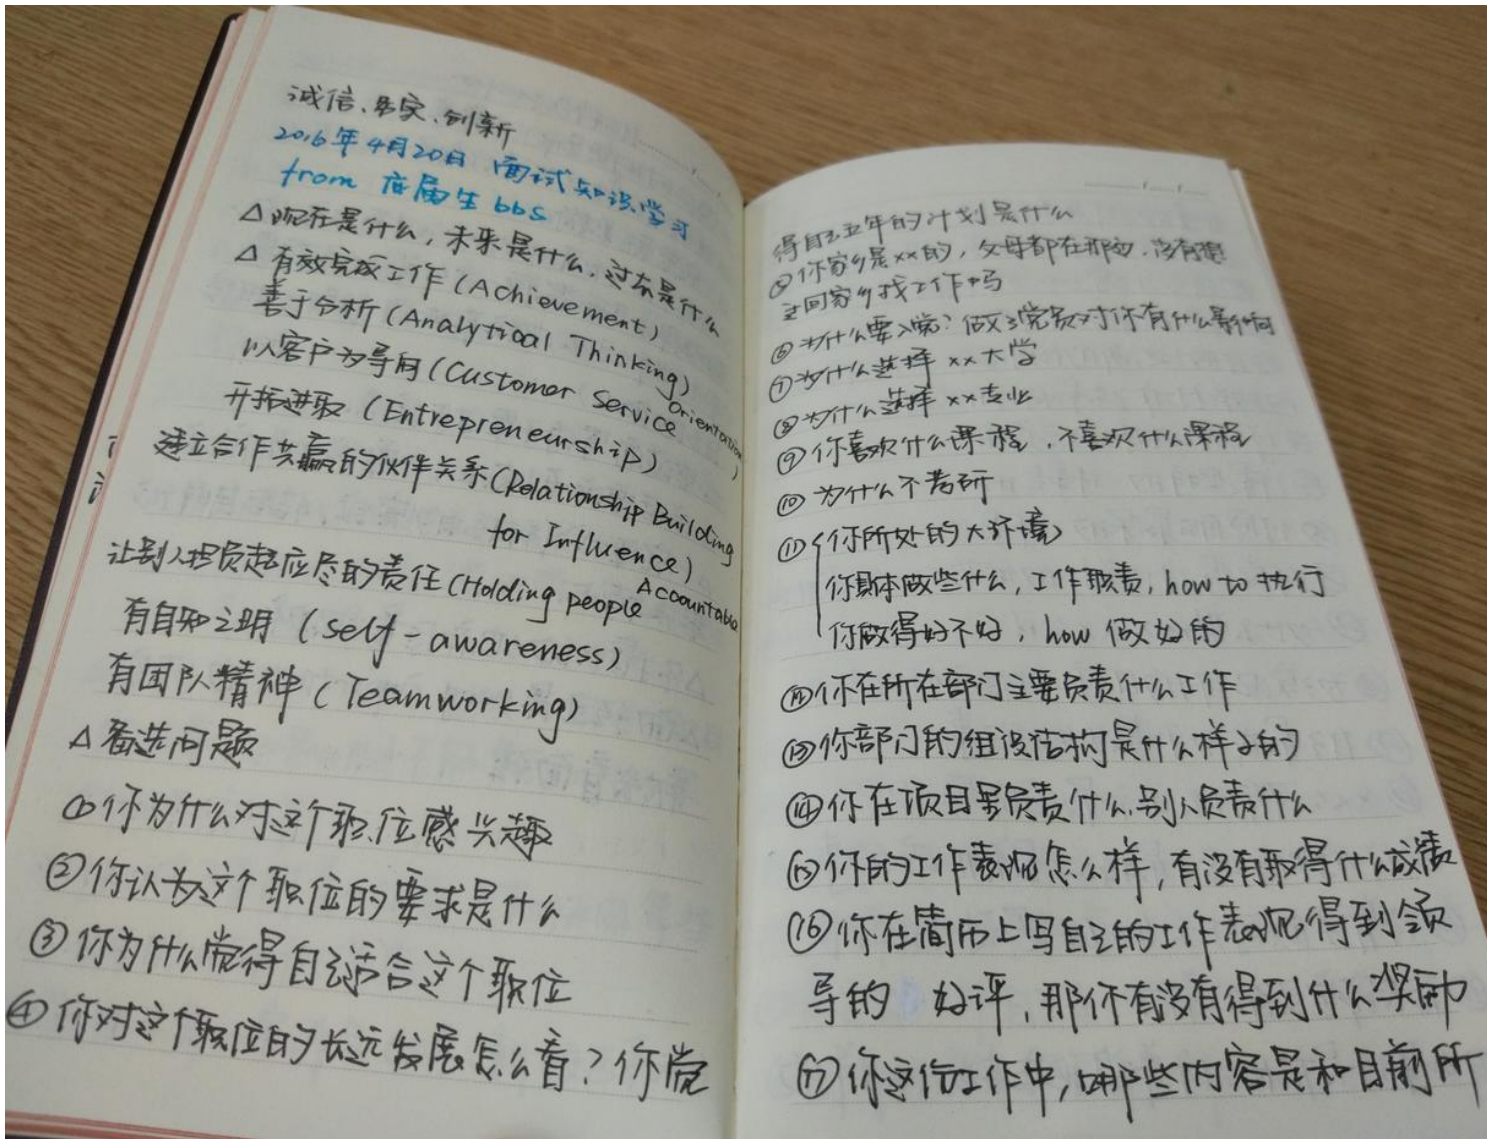 诚信、务实、创新
2016年4月20日 面试知识学习
from 应届生bbs
△现在是什么,未来是什么,过去是什么
△有效完成工作(Achievement)
善于分析(Analytical Thinking)
以客户为导向(Customer Service Orientation)
开拓进取(Entrepreneurship)
建立合作共赢的伙伴关系(Relationship Building
for Influence)
让别人担负起应尽的责任(Holding people Accountable
有自知之明(self-awareness)
有团队精神(Teamworking)
△备选问题
①你为什么对这个职位感兴趣
②你认为这个职位的要求是什么
③你为什么觉得自己适合这个职位
④你对这个职位的长远发展怎么看?你觉
得自己五年的计划是什么
⑤你家乡是××的,父母都在那边,没有想
过回家乡找工作吗
⑥为什么要入党?做了党员对你有什么影响
⑦为什么选择××大学
⑧为什么选择××专业
⑨你喜欢什么课程,不喜欢什么课程
⑩为什么不考研
⑪你所处的大环境
你具体做些什么,工作职责,how to 执行
你做得好不好,how 做好的
⑫你在所在部门主要负责什么工作
⑬你部门的组设结构是什么样子的
⑭你在项目里负责什么,别人负责什么
⑮你的工作表现怎么样,有没有取得什么成绩
⑯你在简历上写自己的工作表现得到领
导的 好评,那你有没有得到什么奖励
⑰你这份工作中,哪些内容是和目前所